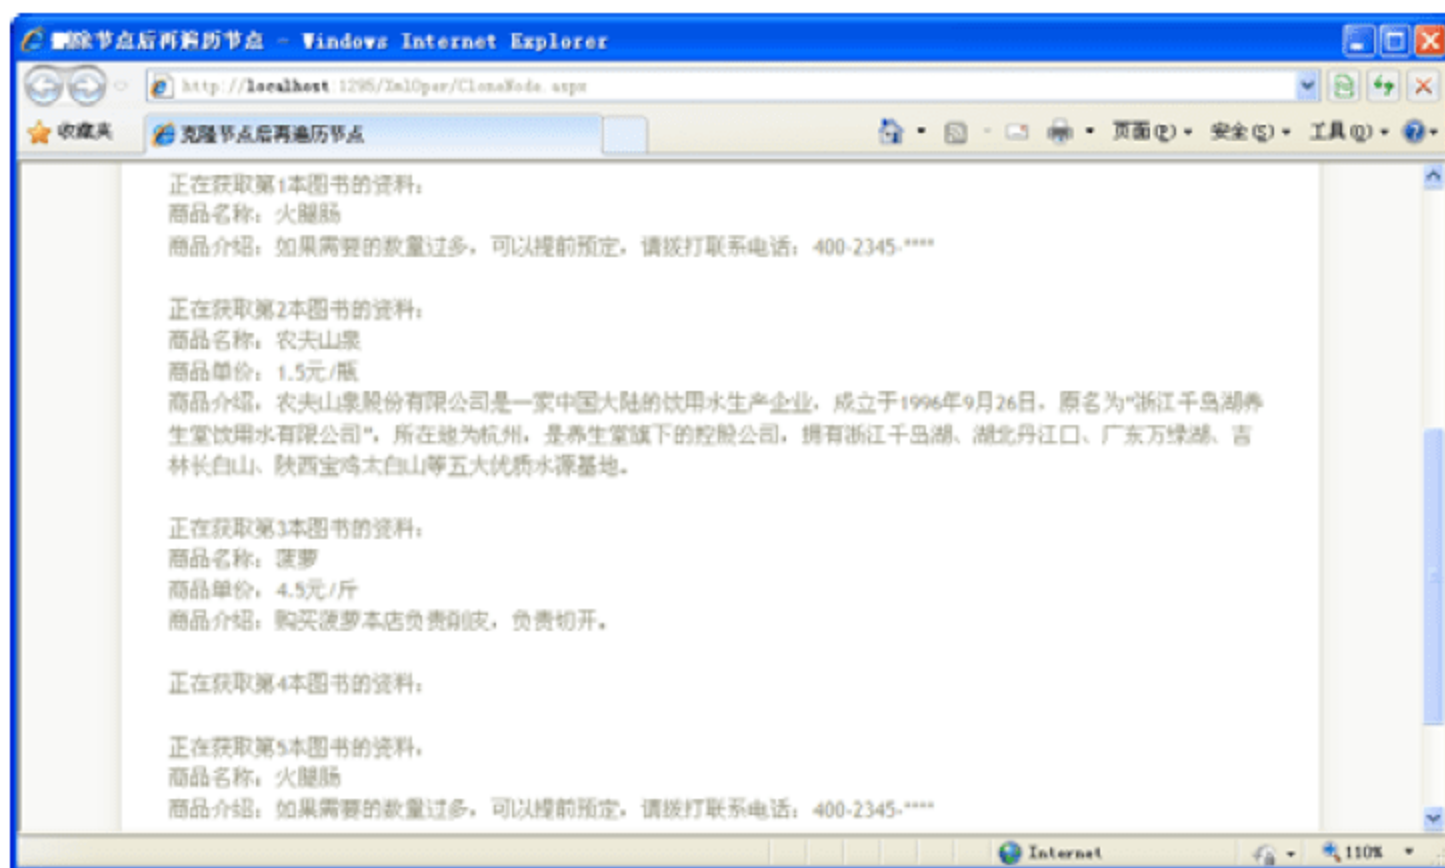 删除节点后再遍历节点 - Windows Internet Explorer
http://localhost:1295/XmlOper/CloneNode.aspx
收藏夹 克隆节点后再遍历节点 页面(P) 安全(S) 工具(O)
正在获取第1本图书的资料：
商品名称：火腿肠
商品介绍：如果需要的数量过多，可以提前预定，请拨打联系电话：400-2345-****
正在获取第2本图书的资料：
商品名称：农夫山泉
商品单价：1.5元/瓶
商品介绍：农夫山泉股份有限公司是一家中国大陆的饮用水生产企业，成立于1996年9月26日，原名为“浙江千岛湖养
生堂饮用水有限公司”，所在地为杭州，是养生堂旗下的控股公司，拥有浙江千岛湖、湖北丹江口、广东万绿湖、吉
林长白山、陕西宝鸡太白山等五大优质水源基地。
正在获取第3本图书的资料：
商品名称：菠萝
商品单价：4.5元/斤
商品介绍：购买菠萝本店负责削皮，负责切开。
正在获取第4本图书的资料：
正在获取第5本图书的资料：
商品名称：火腿肠
商品介绍：如果需要的数量过多，可以提前预定，请拨打联系电话：400-2345-****
Internet 110%